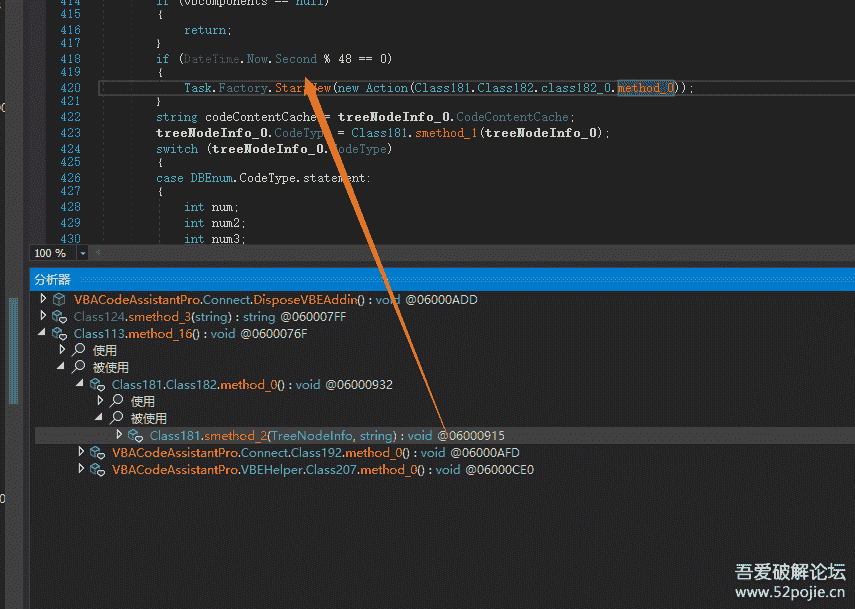 414 if (vbcomponents == null)
415 {
416 return;
417 }
418 if (DateTime.Now.Second % 48 == 0)
419 {
420 Task.Factory.StartNew(new Action(Class181.Class182.class182_0.method_0));
421 }
422 string codeContentCache = treeNodeInfo_0.CodeContentCache;
423 treeNodeInfo_0.CodeType = Class181.smethod_1(treeNodeInfo_0);
424 switch (treeNodeInfo_0.CodeType)
425 {
426 case DBEnum.CodeType.statement:
427 {
428 int num;
429 int num2;
430 int num3;
100 %
分析器
VBACodeAssistantPro.Connect.DisposeVBEAddin() : void @06000ADD
Class124.smethod_3(string) : string @060007FF
Class113.method_16() : void @0600076F
使用
被使用
Class181.Class182.method_0() : void @06000932
使用
被使用
Class181.smethod_2(TreeNodeInfo, string) : void @06000915
VBACodeAssistantPro.Connect.Class192.method_0() : void @06000AFD
VBACodeAssistantPro.VBEHelper.Class207.method_0() : void @06000CE0
吾爱破解论坛
www.52pojie.cn